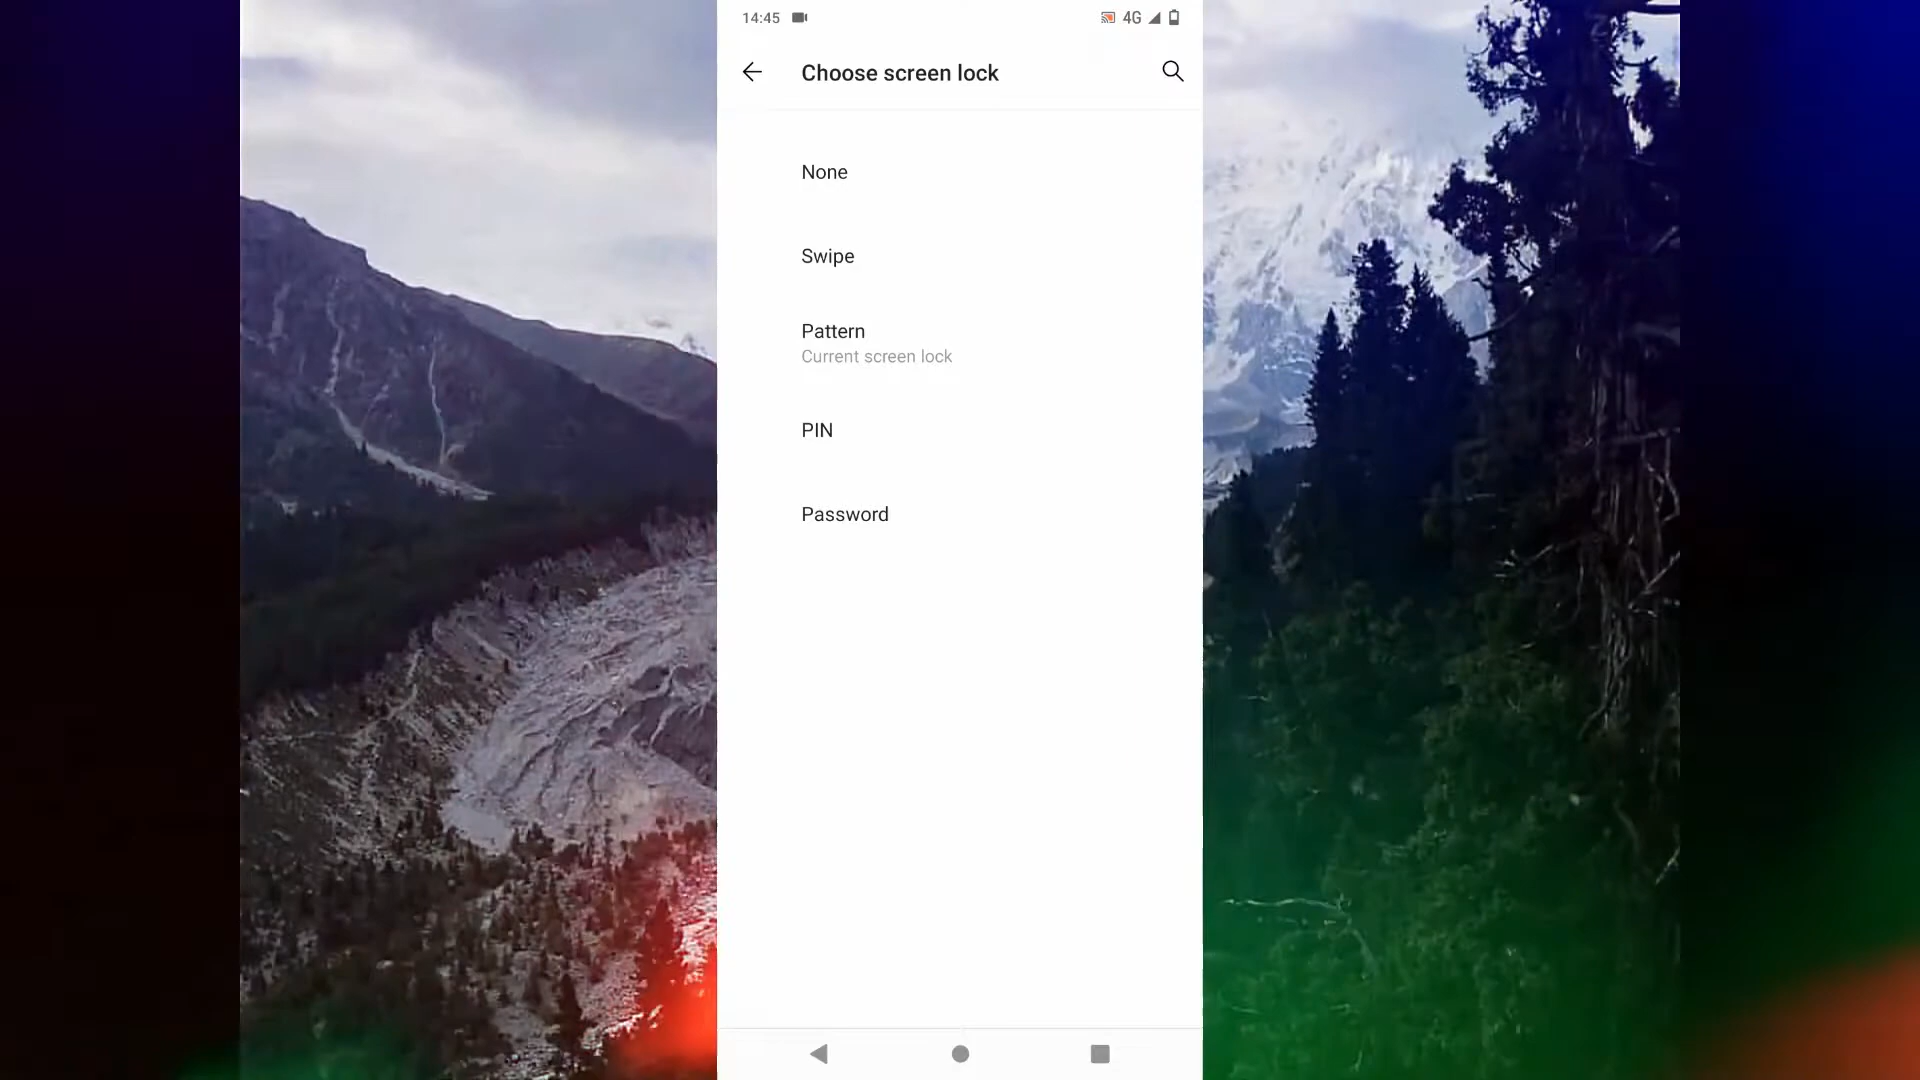 14:45
4G
Choose screen lock
None
Swipe
Pattern
Current screen lock
PIN
Password